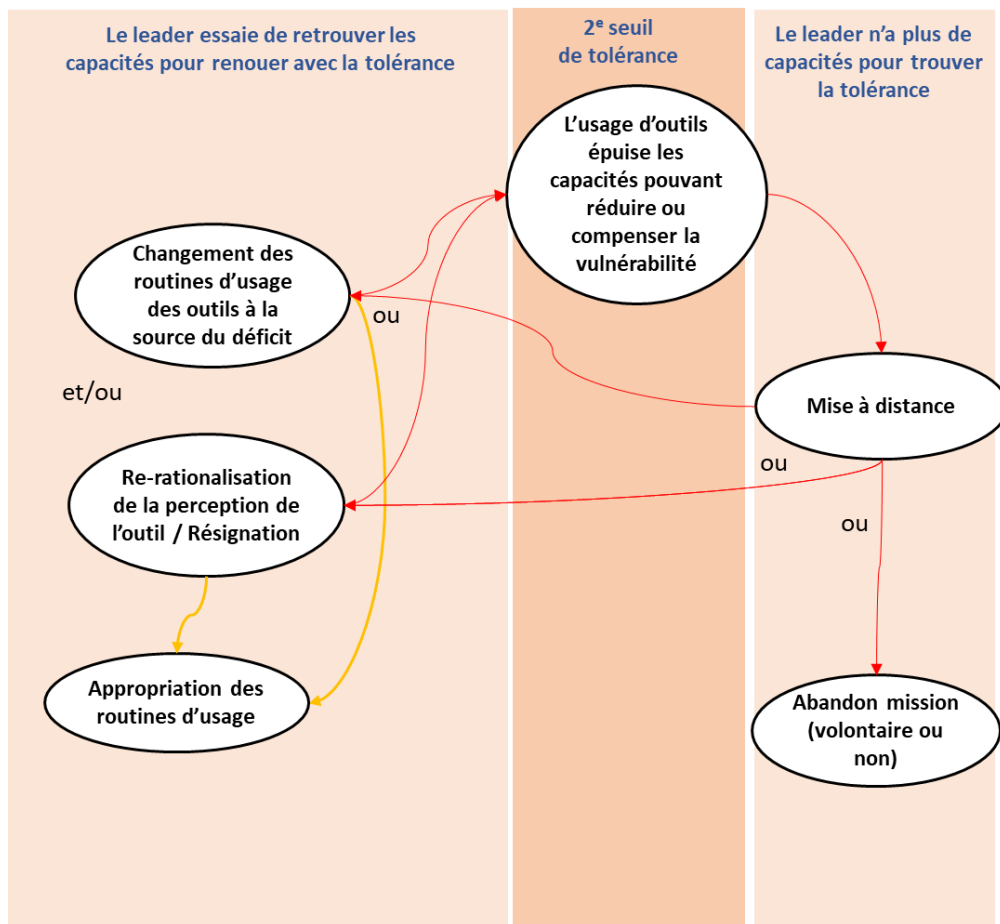 Le leader essaie de retrouver les
capacités pour renouer avec la tolérance
2e seuil
de tolérance
Le leader n'a plus de
capacités pour trouver
la tolérance
L'usage d'outils
épuise les
capacités pouvant
réduire ou
compenser la
vulnérabilité
Changement des
routines d'usage
des outils à la
source du déficit
ou
et/ou
Mise à distance
Re-rationalisation
de la perception de
l'outil / Résignation
ou
ou
Appropriation des
routines d'usage
Abandon mission
(volontaire ou
non)